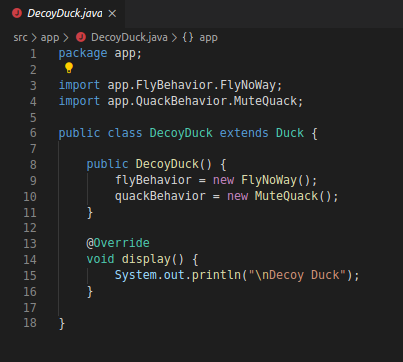 DecoyDuck.java ×
src > app > DecoyDuck.java > {} app
1 package app;
2
3 import app.FlyBehavior.FlyNoWay;
4 import app.QuackBehavior.MuteQuack;
5
6 public class DecoyDuck extends Duck {
7
8     public DecoyDuck() {
9         flyBehavior = new FlyNoWay();
10         quackBehavior = new MuteQuack();
11     }
12
13     @Override
14     void display() {
15         System.out.println("\nDecoy Duck");
16     }
17
18 }